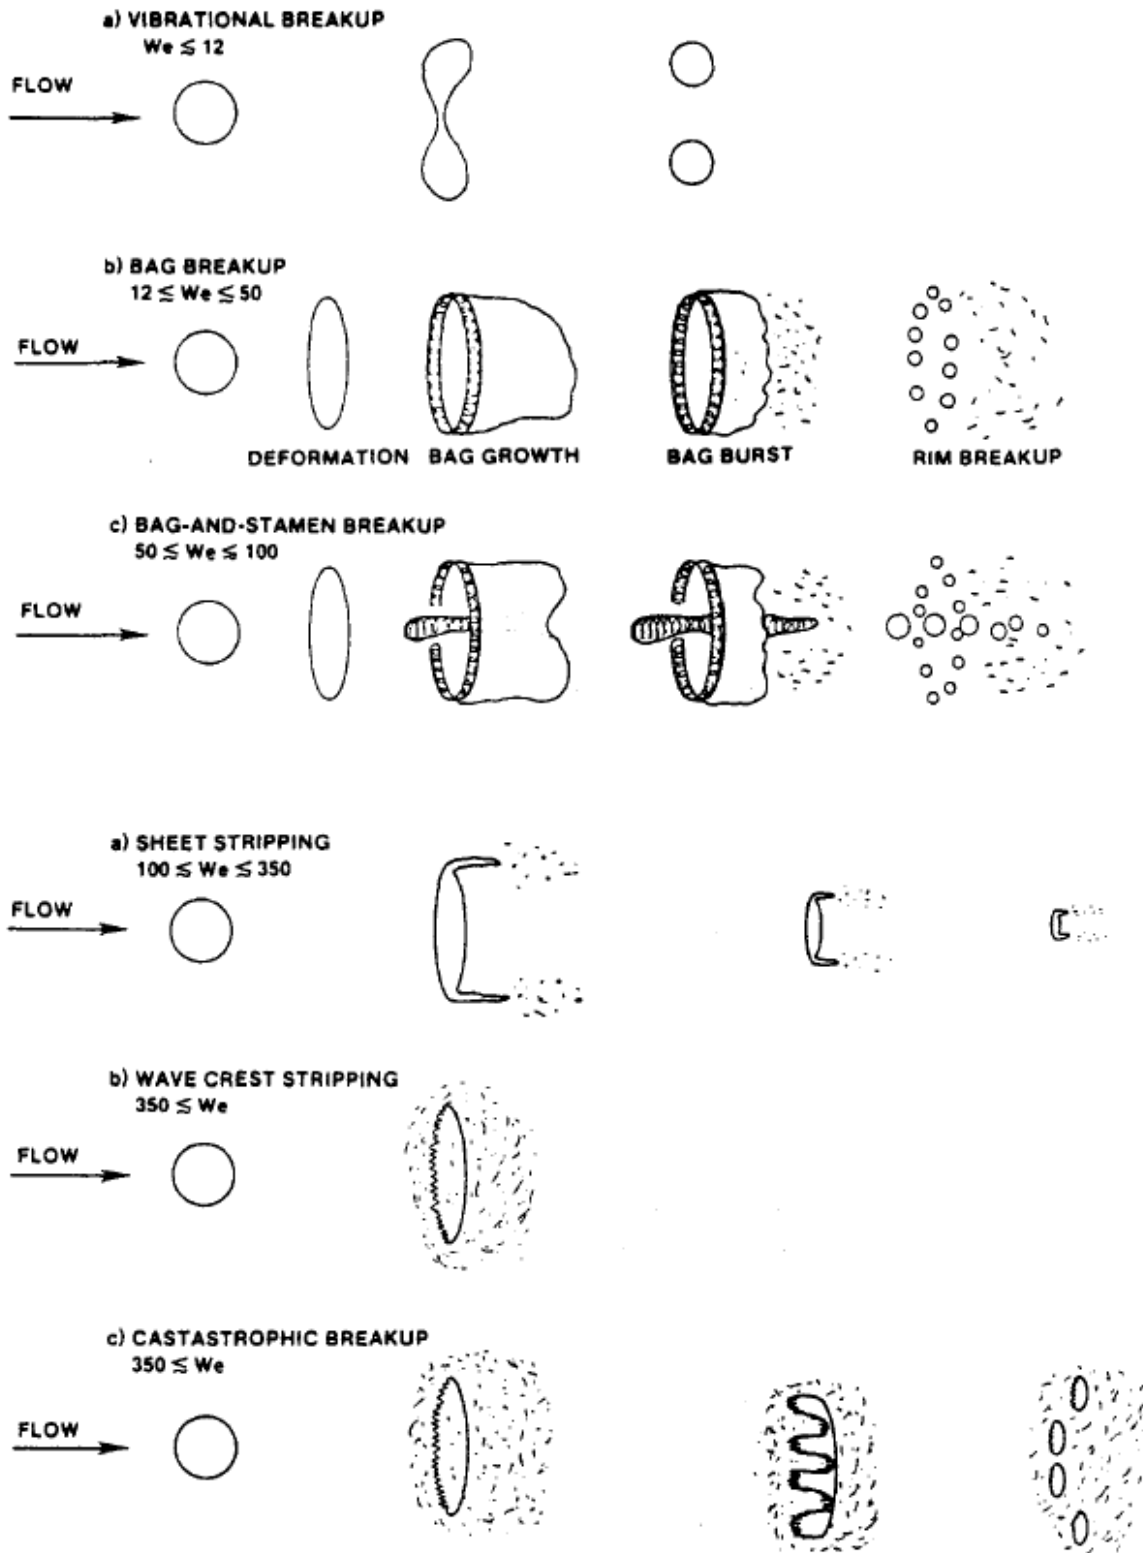 a) VIBRATIONAL BREAKUP
We ≲ 12
FLOW
b) BAG BREAKUP
12 ≲ We ≲ 50
FLOW
DEFORMATION BAG GROWTH BAG BURST RIM BREAKUP
c) BAG-AND-STAMEN BREAKUP
50 ≲ We ≲ 100
FLOW
a) SHEET STRIPPING
100 ≲ We ≲ 350
FLOW
b) WAVE CREST STRIPPING
350 ≲ We
FLOW
c) CASTASTROPHIC BREAKUP
350 ≲ We
FLOW